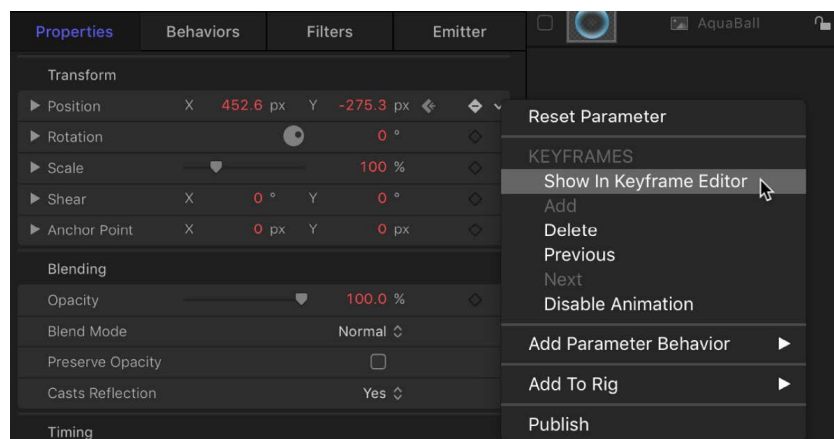 Properties Behaviors Filters Emitter
AquaBall
Transform
Position X 452.6 px Y -275.3 px
Rotation 0 °
Scale 100 %
Shear X 0 ° Y 0 °
Anchor Point X 0 px Y 0 px
Blending
Opacity 100.0 %
Blend Mode Normal
Preserve Opacity
Casts Reflection Yes
Timing
Reset Parameter
KEYFRAMES
Show In Keyframe Editor
Add
Delete
Previous
Next
Disable Animation
Add Parameter Behavior
Add To Rig
Publish